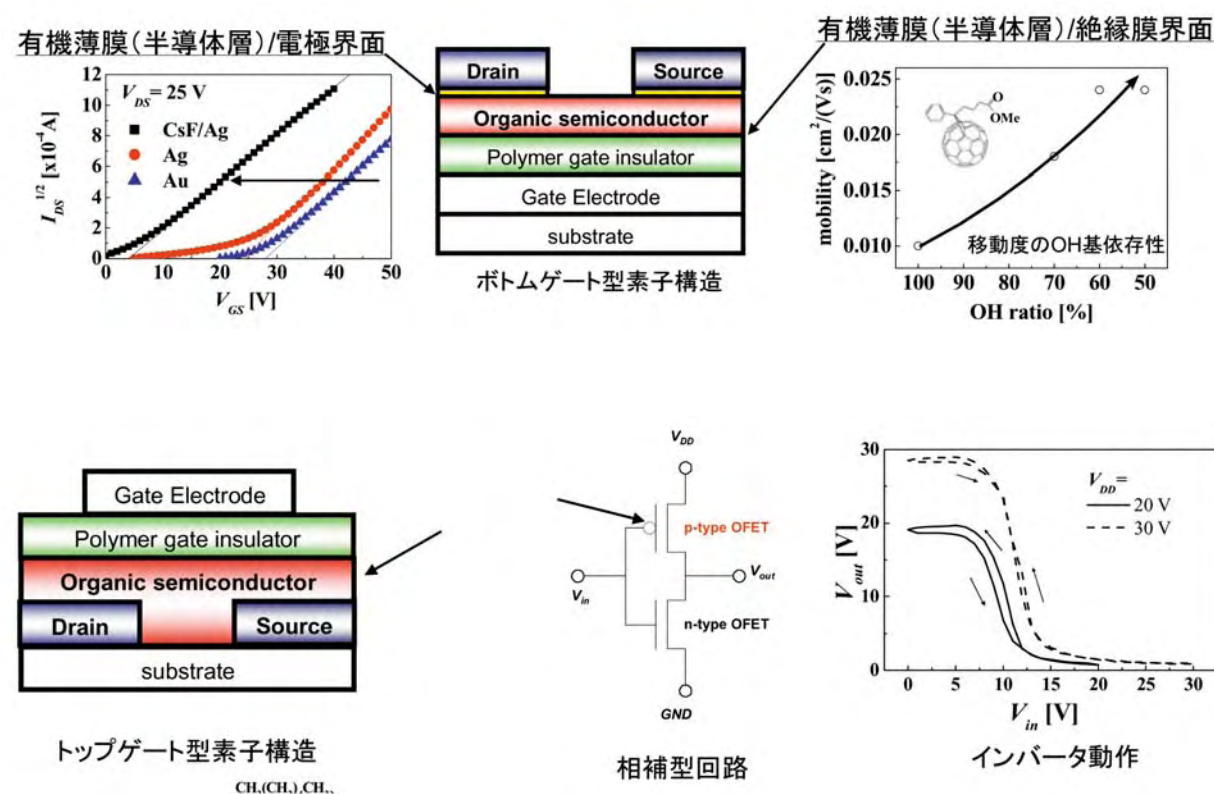 有機薄膜(半導体層)/電極界面
有機薄膜(半導体層)/絶縁膜界面
12
10
8
6
4
2
0
I_DS^1/2 [x10^-4 A]
V_DS = 25 V
CsF/Ag
Ag
Au
0 10 20 30 40 50
V_GS [V]
Drain
Source
Organic semiconductor
Polymer gate insulator
Gate Electrode
substrate
ボトムゲート型素子構造
0.025
0.020
0.015
0.010
mobility [cm²/(Vs)]
O
OMe
移動度のOH基依存性
100 90 80 70 60 50
OH ratio [%]
Gate Electrode
Polymer gate insulator
Organic semiconductor
Drain
Source
substrate
トップゲート型素子構造
V_DD
p-type OFET
V_in
V_out
n-type OFET
GND
相補型回路
30
20
10
0
V_out [V]
V_DD =
20 V
30 V
0 5 10 15 20 25 30
V_in [V]
インバータ動作